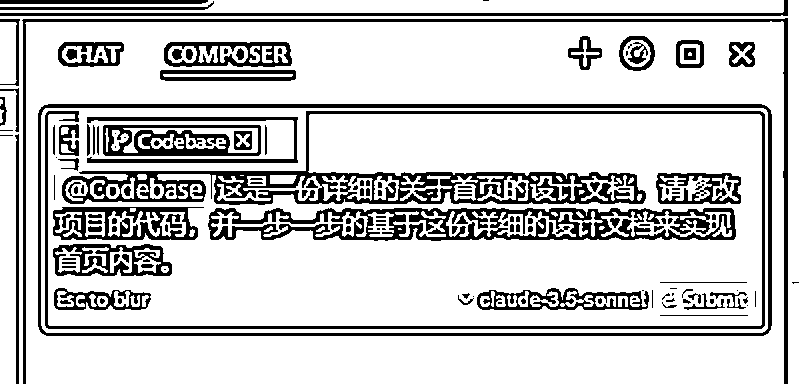 CHAT COMPOSER
Codebase
@Codebase 这是一份详细的关于首页的设计文档，请修改
项目的代码，并一步一步的基于这份详细的设计文档来实现
首页内容。
Esc to blur claude-3.5-sonnet Submit